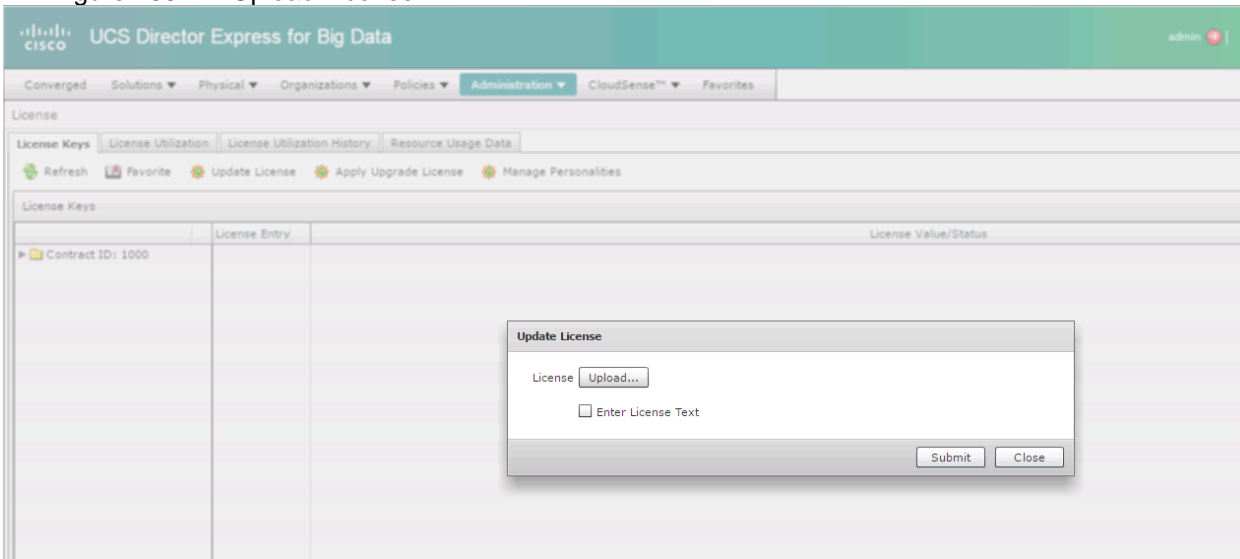 cisco UCS Director Express for Big Data admin
Converged Solutions Physical Organizations Policies Administration CloudSense™ Favorites
License
License Keys License Utilization License Utilization History Resource Usage Data
Refresh Favorite Update License Apply Upgrade License Manage Personalities
License Keys
License Entry License Value/Status
Contract ID: 1000
Update License
License Upload...
Enter License Text
Submit Close